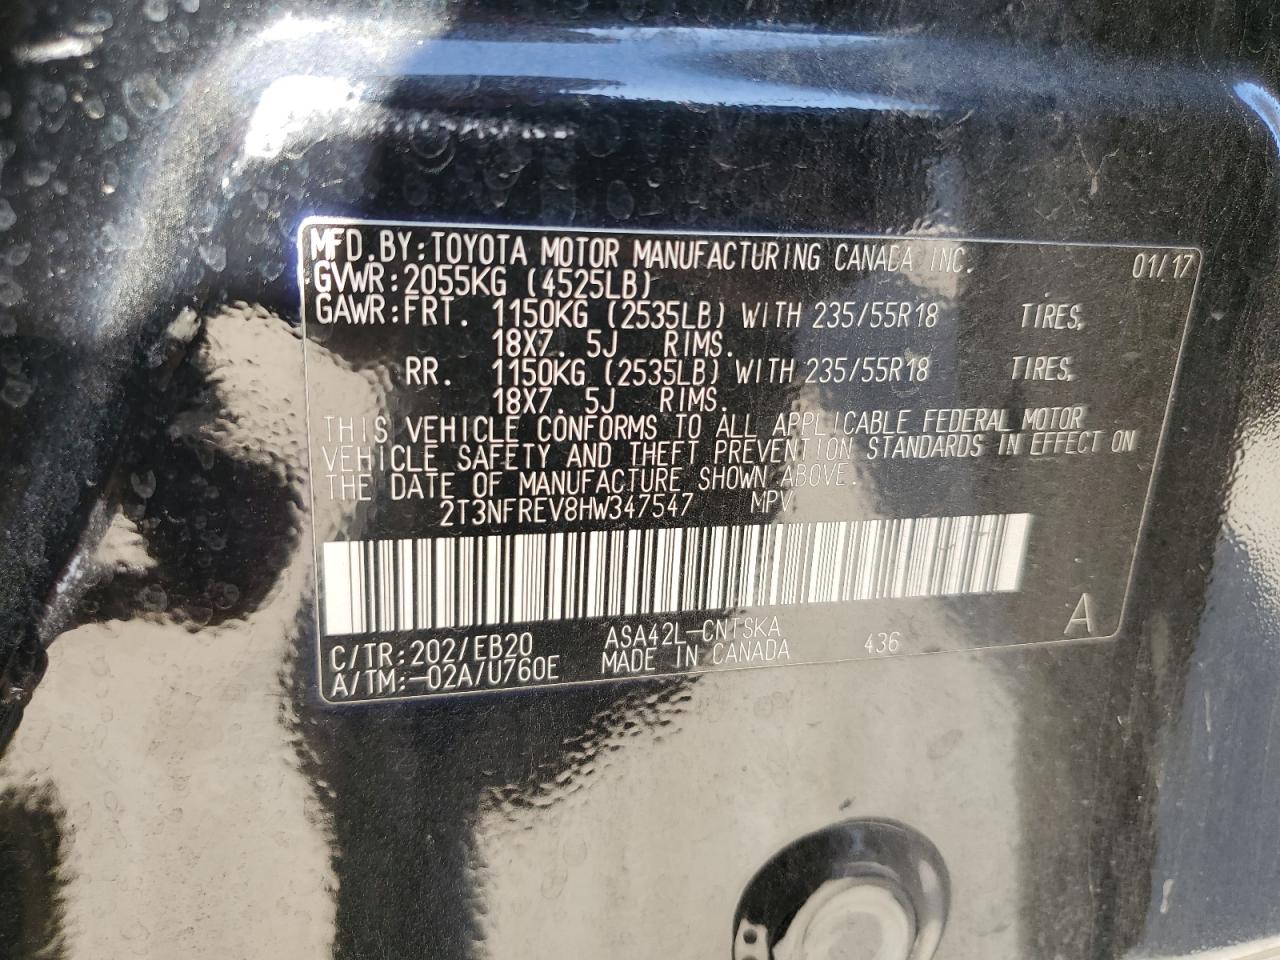 MFD.BY:TOYOTA MOTOR MANUFACTURING CANADA INC. 01/17
GVWR:2055KG (4525LB)
GAWR:FRT. 1150KG (2535LB) WITH 235/55R18 TIRES,
18X7. 5J RIMS.
RR. 1150KG (2535LB) WITH 235/55R18 TIRES,
18X7. 5J RIMS.
THIS VEHICLE CONFORMS TO ALL APPLICABLE FEDERAL MOTOR
VEHICLE SAFETY AND THEFT PREVENTION STANDARDS IN EFFECT ON
THE DATE OF MANUFACTURE SHOWN ABOVE.
2T3NFREV8HW347547 MPV
C/TR:202/EB20 ASA42L-CNTSKA 436 A
A/TM:-02A/U760E MADE IN CANADA